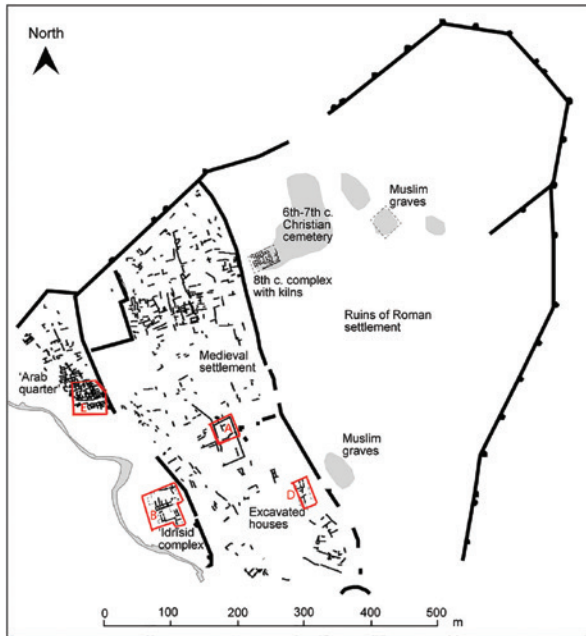 North
Muslim
graves
6th-7th c.
Christian
cemetery
8th c. complex
with kilns
Ruins of Roman
settlement
Medieval
settlement
'Arab
quarter'
E
A
Muslim
graves
D
B
Excavated
houses
'Idrisid
complex'
0 100 200 300 400 500
m